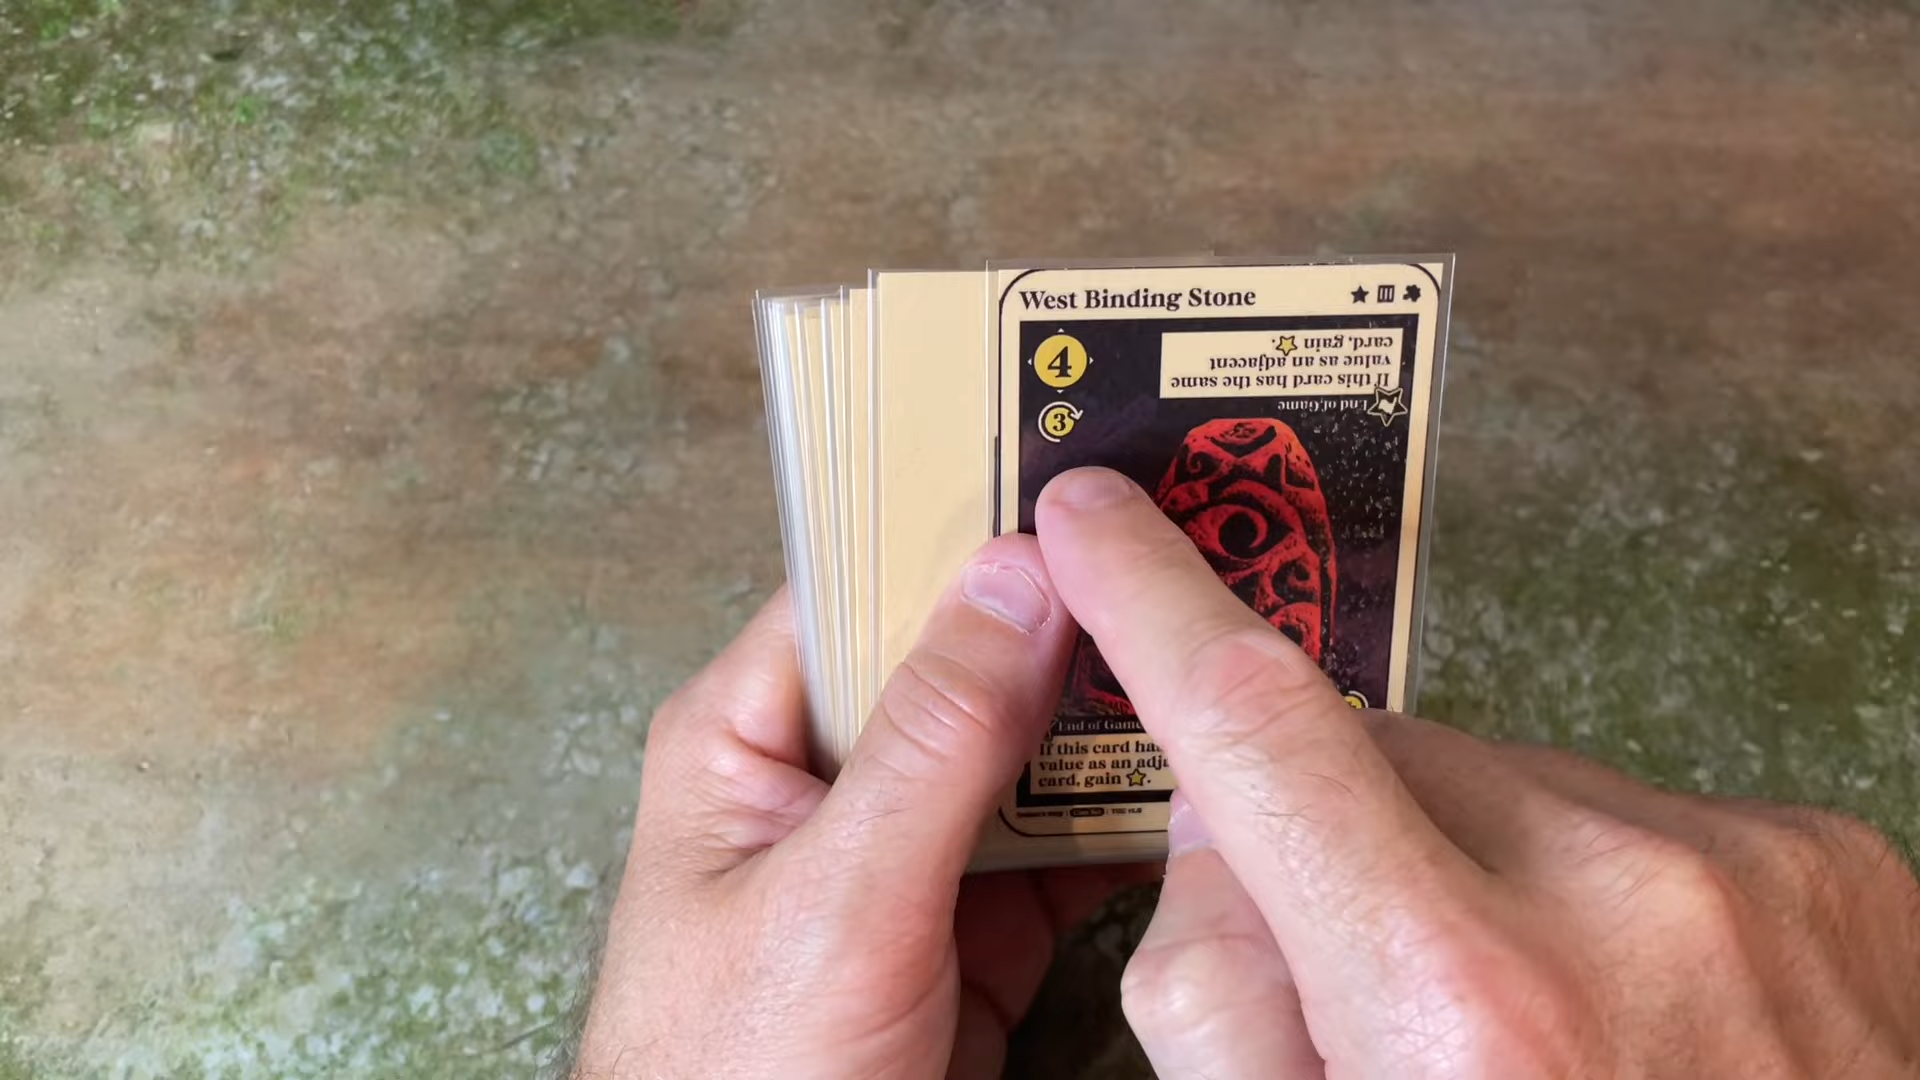 West Binding Stone
4
3
If this card has the same
value as an adjacent
card, gain
End of Game
End of Game
If this card ha
value as an adja
card, gain